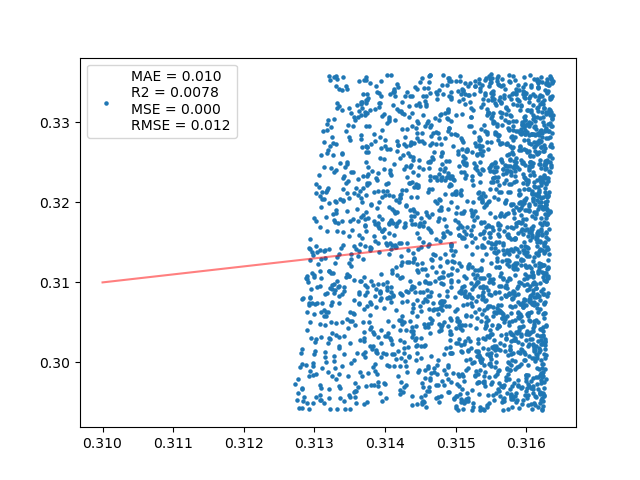 MAE = 0.010
R2 = 0.0078
MSE = 0.000
RMSE = 0.012
0.33
0.32
0.31
0.30
0.310 0.311 0.312 0.313 0.314 0.315 0.316